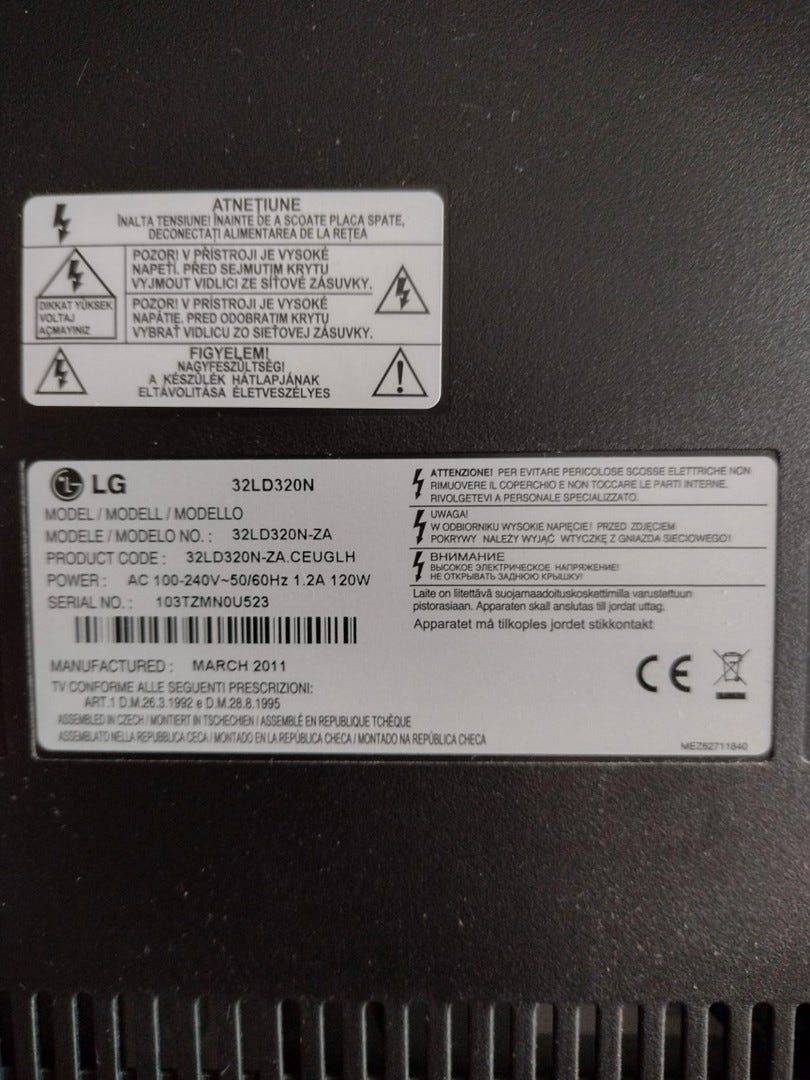 ATNEȚIUNE
ÎNALTA TENSIUNE! ÎNAINTE DE A SCOATE PLACA SPATE,
DECONECTAȚI ALIMENTAREA DE LA REȚEA
POZOR! V PŘÍSTROJI JE VYSOKÉ
NAPETÍ. PŘED SEJMUTIM KRYTU
VYJMOUT VIDLICI ZE SÍŤOVÉ ZÁSUVKY.
DIKKAT YÜKSEK
VOLTAJ
AÇMAYINIZ
POZOR! V PRÍSTROJI JE VYSOKÉ
NAPÁTIE. PRED ODOBRATIM KRYTU
VYBRAŤ VIDLICU ZO SIEŤOVEJ ZÁSUVKY.
FIGYELEM!
NAGYFESZÜLTSÉG!
A KÉSZÜLÉK HÁTLAPJÁNAK
ELTÁVOLITÁSA ÉLETVESZÉLYES
LG 32LD320N
MODEL / MODELL / MODELLO
MODELE / MODELO NO. : 32LD320N-ZA
PRODUCT CODE : 32LD320N-ZA.CEUGLH
POWER : AC 100-240V~50/60Hz 1.2A 120W
SERIAL NO. : 103TZMN0U523
MANUFACTURED : MARCH 2011
TV CONFORME ALLE SEGUENTI PRESCRIZIONI:
ART.1 D.M.26.3.1992 e D.M.28.8.1995
ASSEMBLED IN CZECH / MONTIERT IN TSCHECHIEN / ASSEMBLÉ EN REPUBLIQUE TCHÈQUE
ASSEMBLATO NELLA REPUBBLICA CECA / MONTADO EN LA REPÚBLICA CHECA / MONTADO NA REPÚBLICA CHECA
ATTENZIONE! PER EVITARE PERICOLOSE SCOSSE ELETTRICHE NON
RIMUOVERE IL COPERCHIO E NON TOCCARE LE PARTI INTERNE.
RIVOLGETEVI A PERSONALE SPECIALIZZATO.
UWAGA!
W ODBIORNIKU WYSOKIE NAPIĘCIE! PRZED ZDJĘCIEM
POKRYWY NALEŻY WYJĄĆ WTYCZKĘ Z GNIAZDA SIECIOWEGO!
ВНИМАНИЕ
ВЫСОКОЕ ЭЛЕКТРИЧЕСКОЕ НАПРЯЖЕНИЕ!
НЕ ОТКРЫВАТЬ ЗАДНЮЮ КРЫШКУ!
Laite on liitettävä suojamaadoituskoskettimilla varustettuun
pistorasiaan. Apparaten skall anslutas till jordat uttag.
Apparatet må tilkoples jordet stikkontakt
CE
MEZ62711840